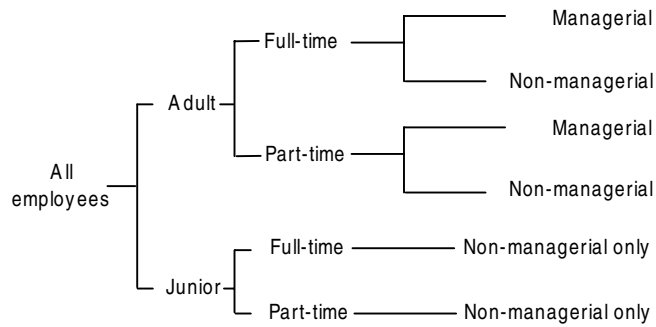 Managerial
Full-time
Non-managerial
Adult
Managerial
Part-time
Non-managerial
All
employees
Full-time
Non-managerial only
Junior
Part-time
Non-managerial only